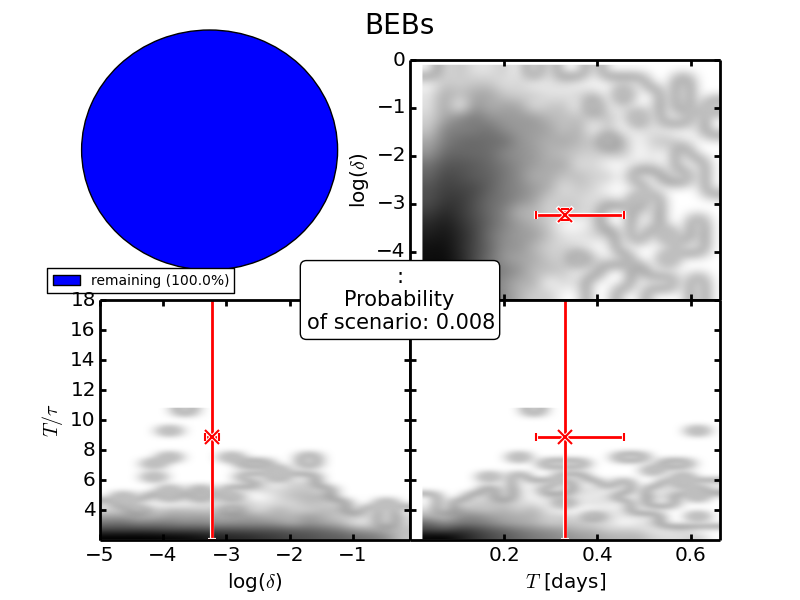 BEBs
0
−1
−2
−3
−4
log(δ)
remaining (100.0%)
:
Probability
of scenario: 0.008
18
16
14
12
10
8
6
4
T/τ
−5 −4 −3 −2 −1
log(δ)
0.2 0.4 0.6
T [days]